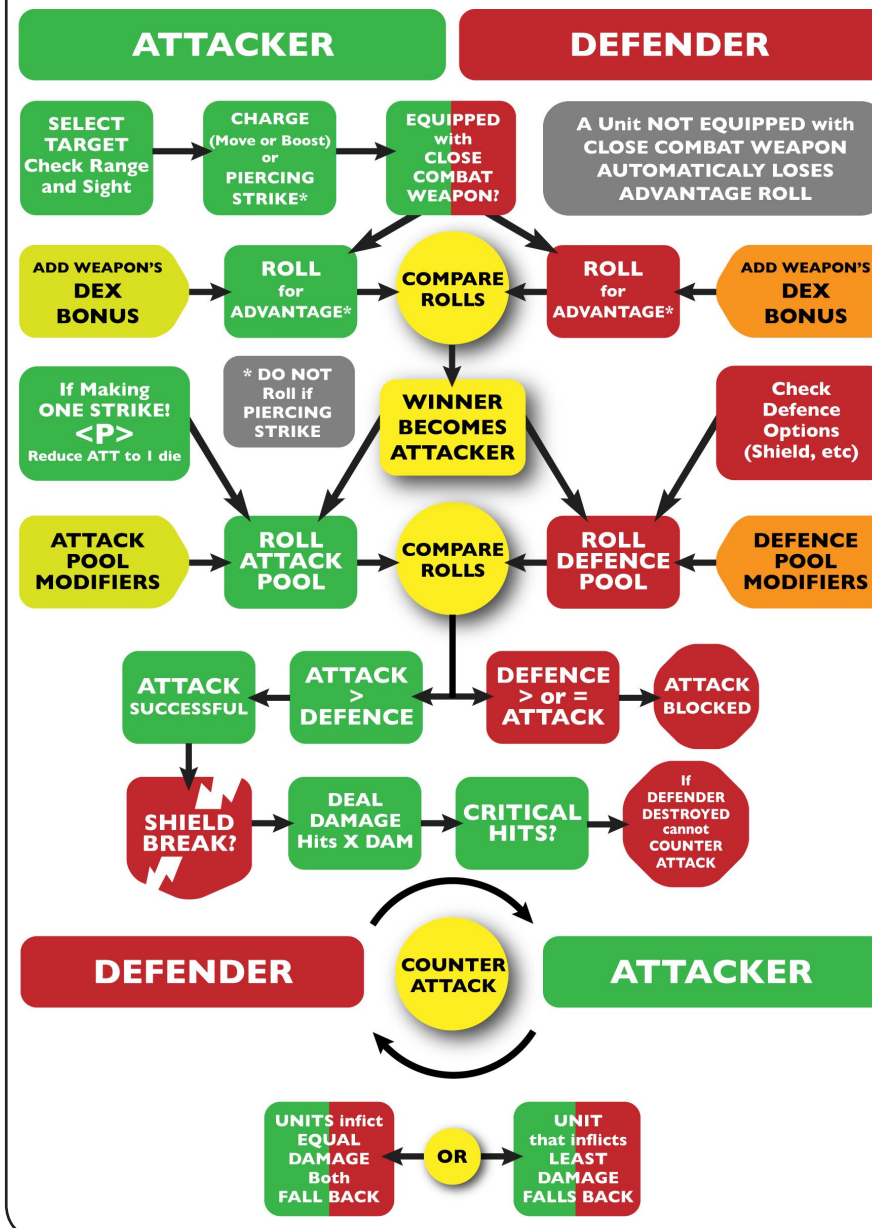 ATTACKER
DEFENDER
SELECT
TARGET
Check Range
and Sight
CHARGE
(Move or Boost)
or
PIERCING
STRIKE*
EQUIPPED
with
CLOSE
COMBAT
WEAPON?
A Unit NOT EQUIPPED with
CLOSE COMBAT WEAPON
AUTOMATICALY LOSES
ADVANTAGE ROLL
ADD WEAPON'S
DEX
BONUS
ROLL
for
ADVANTAGE*
COMPARE
ROLLS
ROLL
for
ADVANTAGE*
ADD WEAPON'S
DEX
BONUS
If Making
ONE STRIKE!
<P>
Reduce ATT to 1 die
* DO NOT
Roll if
PIERCING
STRIKE
WINNER
BECOMES
ATTACKER
Check
Defence
Options
(Shield, etc)
ATTACK
POOL
MODIFIERS
ROLL
ATTACK
POOL
COMPARE
ROLLS
ROLL
DEFENCE
POOL
DEFENCE
POOL
MODIFIERS
ATTACK
SUCCESSFUL
ATTACK
>
DEFENCE
DEFENCE
> or =
ATTACK
ATTACK
BLOCKED
SHIELD
BREAK?
DEAL
DAMAGE
Hits X DAM
CRITICAL
HITS?
If
DEFENDER
DESTROYED
cannot
COUNTER
ATTACK
DEFENDER
COUNTER
ATTACK
ATTACKER
UNITS infict
EQUAL
DAMAGE
Both
FALL BACK
OR
UNIT
that inflicts
LEAST
DAMAGE
FALLS BACK